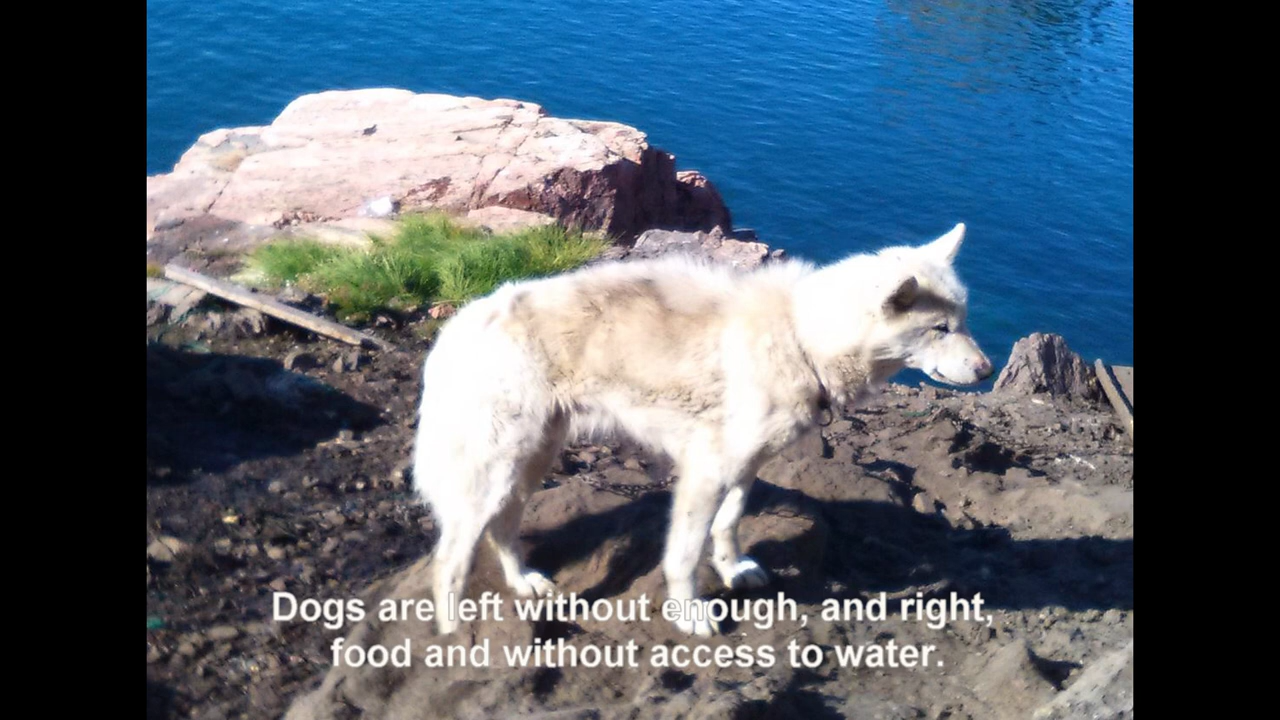 Dogs are left without enough, and right,
food and without access to water.